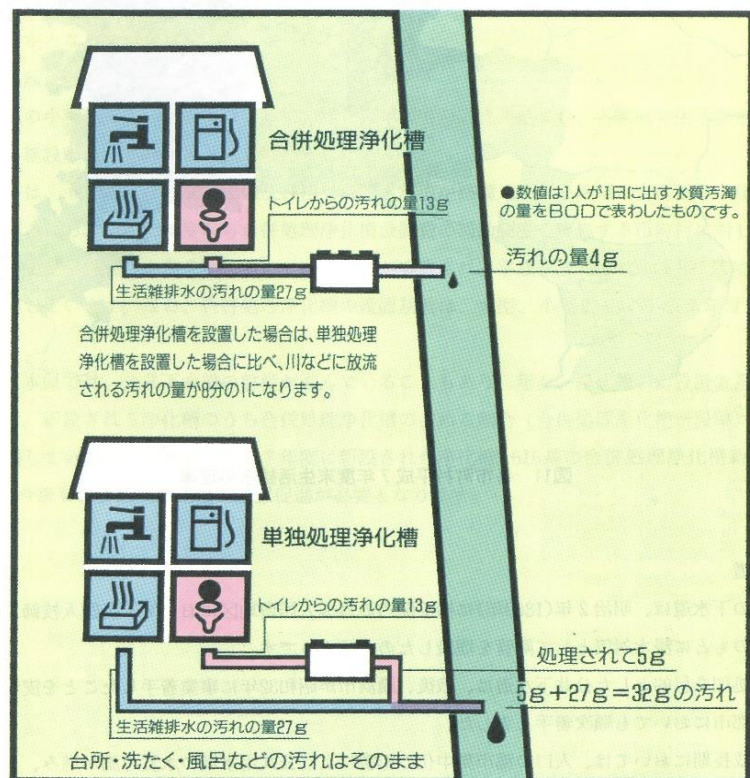 合併処理浄化槽
トイレからの汚れの量13g
●数値は1人が1日に出す水質汚濁
の量をBODで表わしたものです。
汚れの量4g
生活雑排水の汚れの量27g
合併処理浄化槽を設置した場合は、単独処理
浄化槽を設置した場合に比べ、川などに放流
される汚れの量が8分の1になります。
単独処理浄化槽
トイレからの汚れの量13g
処理されて5g
5g+27g=32gの汚れ
生活雑排水の汚れの量27g
台所・洗たく・風呂などの汚れはそのまま